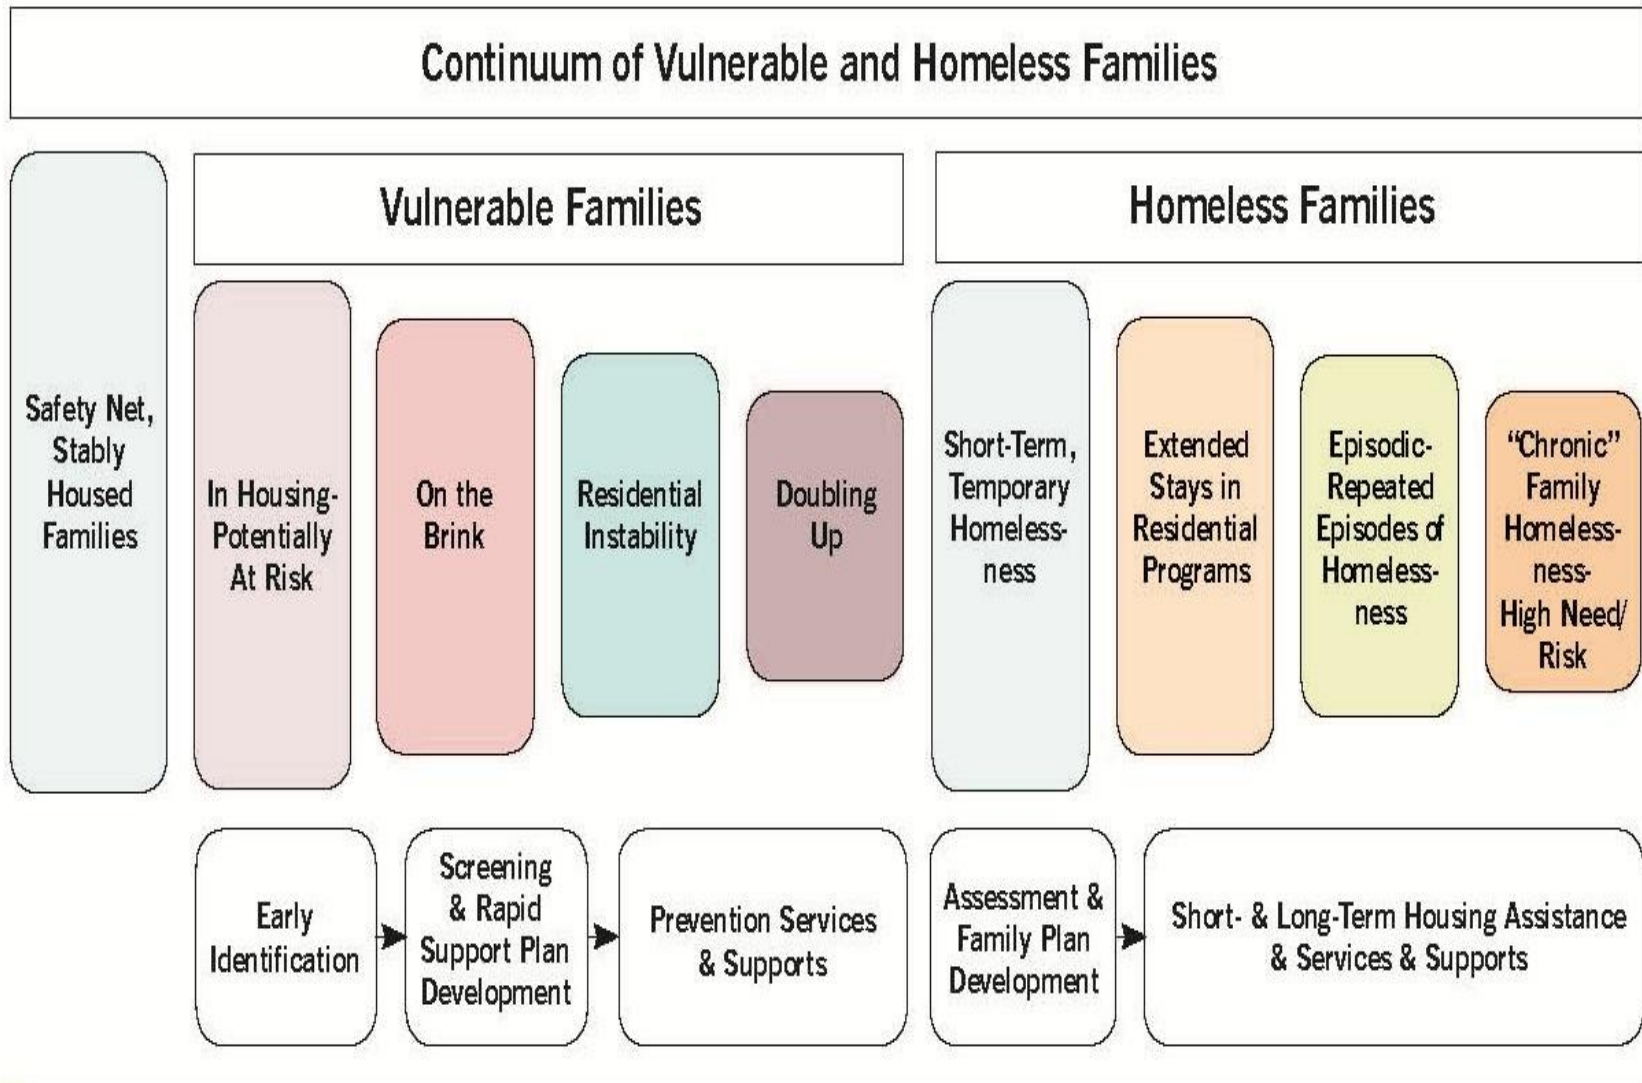 Continuum of Vulnerable and Homeless Families
Safety Net,
Stably
Housed
Families
Vulnerable Families
In Housing-
Potentially
At Risk
On the
Brink
Residential
Instability
Doubling
Up
Homeless Families
Short-Term,
Temporary
Homeless-
ness
Extended
Stays in
Residential
Programs
Episodic-
Repeated
Episodes of
Homeless-
ness
“Chronic”
Family
Homeless-
ness-
High Need/
Risk
Early
Identification
Screening
& Rapid
Support Plan
Development
Prevention Services
& Supports
Assessment &
Family Plan
Development
Short- & Long-Term Housing Assistance
& Services & Supports